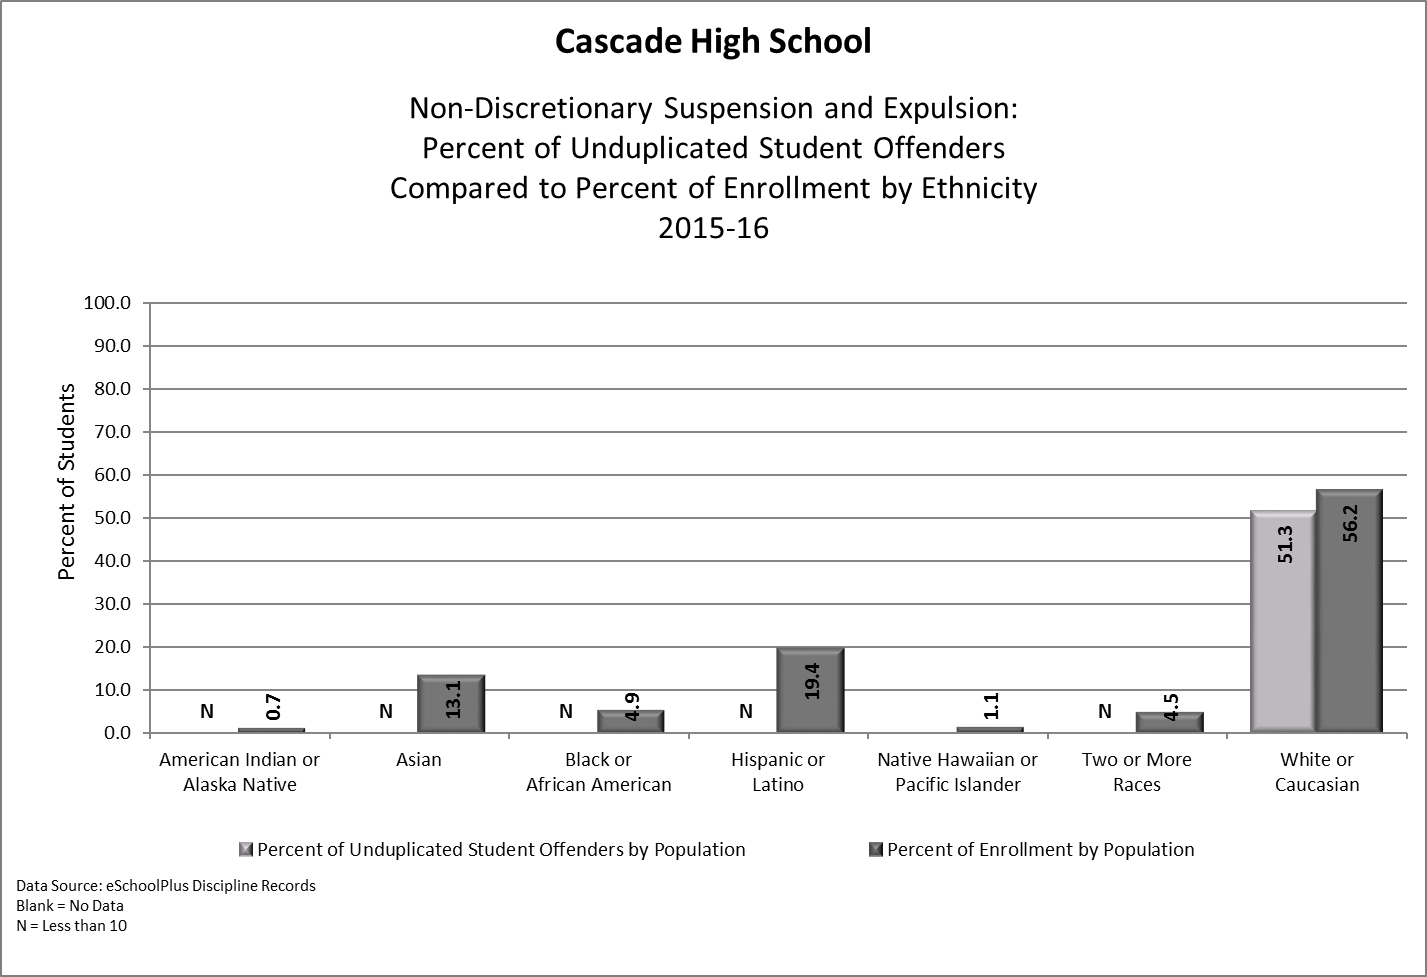 Cascade High School
Non-Discretionary Suspension and Expulsion:
Percent of Unduplicated Student Offenders
Compared to Percent of Enrollment by Ethnicity
2015-16
Percent of Students
100.0
90.0
80.0
70.0
60.0
50.0
40.0
30.0
20.0
10.0
0.0
N
0.7
N
13.1
N
4.9
N
19.4
1.1
N
4.5
51.3
56.2
American Indian or
Alaska Native
Asian
Black or
African American
Hispanic or
Latino
Native Hawaiian or
Pacific Islander
Two or More
Races
White or
Caucasian
Percent of Unduplicated Student Offenders by Population
Percent of Enrollment by Population
Data Source: eSchoolPlus Discipline Records
Blank = No Data
N = Less than 10